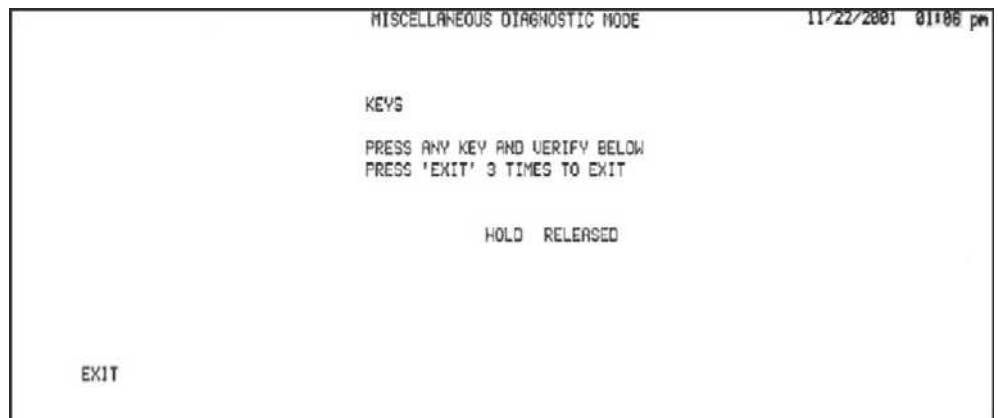 MISCELLANEOUS DIAGNOSTIC MODE 11/22/2001 01:06 pm
KEYS
PRESS ANY KEY AND VERIFY BELOW
PRESS 'EXIT' 3 TIMES TO EXIT
HOLD RELEASED
EXIT